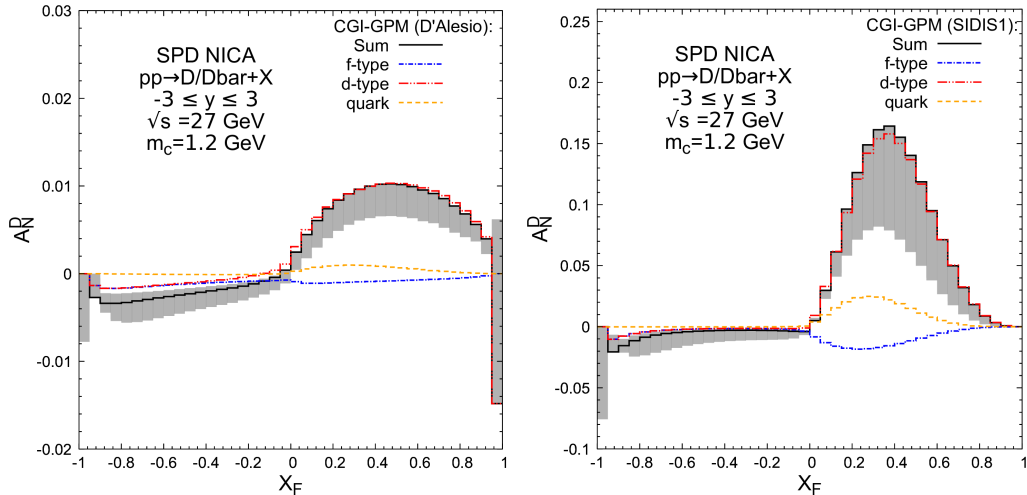 CGI-GPM (D'Alesio):
Sum
f-type
d-type
quark
SPD NICA
pp→D/Dbar+X
-3 ≤ y ≤ 3
√s =27 GeV
m_c=1.2 GeV
0.03
0.02
0.01
0
-0.01
-0.02
A_N^D
-1 -0.8 -0.6 -0.4 -0.2 0 0.2 0.4 0.6 0.8 1
X_F
CGI-GPM (SIDIS1):
Sum
f-type
d-type
quark
SPD NICA
pp→D/Dbar+X
-3 ≤ y ≤ 3
√s =27 GeV
m_c=1.2 GeV
0.25
0.2
0.15
0.1
0.05
0
-0.05
-0.1
A_N^D
-1 -0.8 -0.6 -0.4 -0.2 0 0.2 0.4 0.6 0.8 1
X_F